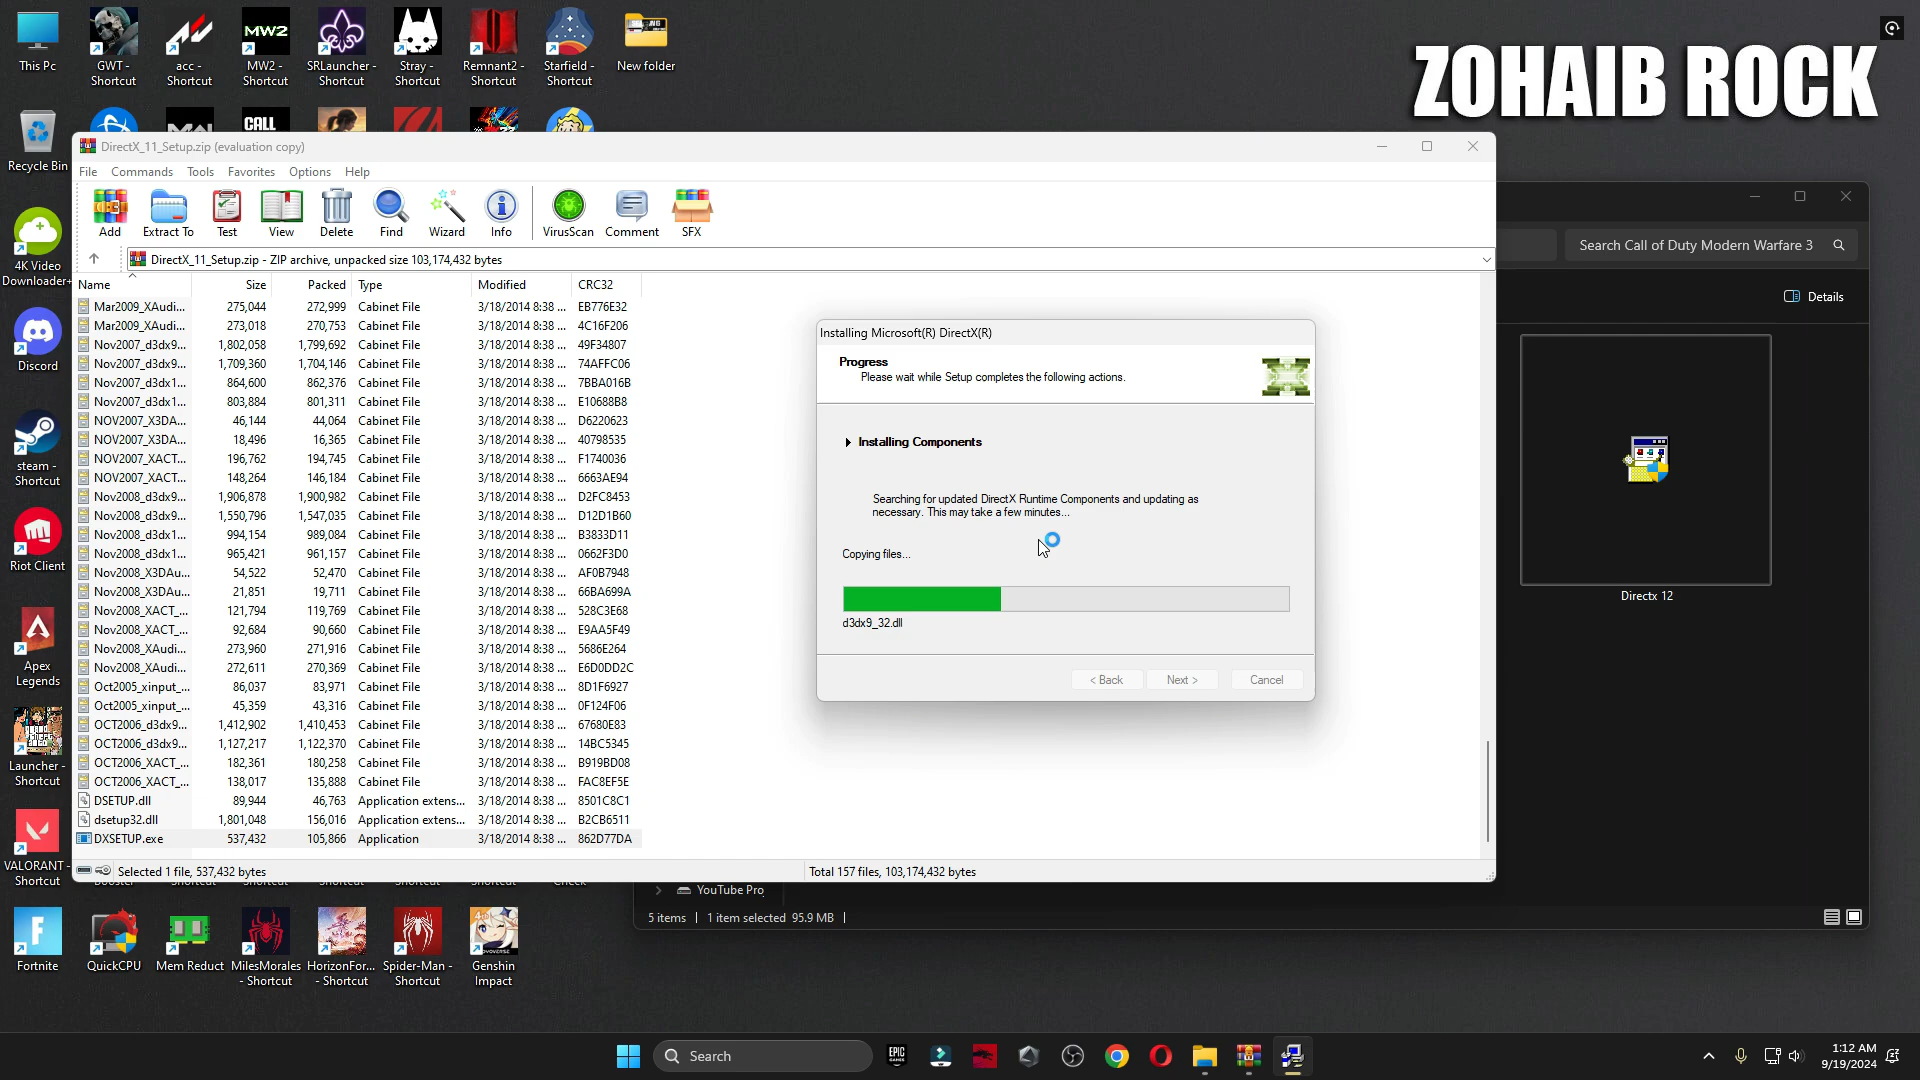 This Pc
GWT -
Shortcut
acc -
Shortcut
MW2
MW2 -
Shortcut
SRLauncher -
Shortcut
Stray -
Shortcut
Remnant2 -
Shortcut
Starfield -
Shortcut
New folder
ZOHAIB ROCK
Recycle Bin
CALL
DirectX_11_Setup.zip (evaluation copy)
File Commands Tools Favorites Options Help
Add Extract To Test View Delete Find Wizard Info VirusScan Comment SFX
DirectX_11_Setup.zip - ZIP archive, unpacked size 103,174,432 bytes
Name Size Packed Type Modified CRC32
Mar2009_XAudi... 275,044 272,999 Cabinet File 3/18/2014 8:38 ... EB776E32
Mar2009_XAudi... 273,018 270,753 Cabinet File 3/18/2014 8:38 ... 4C16F206
Nov2007_d3dx9... 1,802,058 1,799,692 Cabinet File 3/18/2014 8:38 ... 49F34807
Nov2007_d3dx9... 1,709,360 1,704,146 Cabinet File 3/18/2014 8:38 ... 74AFFC06
Nov2007_d3dx1... 864,600 862,376 Cabinet File 3/18/2014 8:38 ... 7BBA016B
Nov2007_d3dx1... 803,884 801,311 Cabinet File 3/18/2014 8:38 ... E10688B8
NOV2007_X3DA... 46,144 44,064 Cabinet File 3/18/2014 8:38 ... D6220623
NOV2007_X3DA... 18,496 16,365 Cabinet File 3/18/2014 8:38 ... 40798535
NOV2007_XACT... 196,762 194,745 Cabinet File 3/18/2014 8:38 ... F1740036
NOV2007_XACT... 148,264 146,184 Cabinet File 3/18/2014 8:38 ... 6663AE94
Nov2008_d3dx9... 1,906,878 1,900,982 Cabinet File 3/18/2014 8:38 ... D2FC8453
Nov2008_d3dx9... 1,550,796 1,547,035 Cabinet File 3/18/2014 8:38 ... D12D1B60
Nov2008_d3dx1... 994,154 989,084 Cabinet File 3/18/2014 8:38 ... B3833D11
Nov2008_d3dx1... 965,421 961,157 Cabinet File 3/18/2014 8:38 ... 0662F3D0
Nov2008_X3DAu... 54,522 52,470 Cabinet File 3/18/2014 8:38 ... AF0B7948
Nov2008_X3DAu... 21,851 19,711 Cabinet File 3/18/2014 8:38 ... 66BA699A
Nov2008_XACT_... 121,794 119,769 Cabinet File 3/18/2014 8:38 ... 528C3E68
Nov2008_XACT_... 92,684 90,660 Cabinet File 3/18/2014 8:38 ... E9AA5F49
Nov2008_XAudi... 273,960 271,916 Cabinet File 3/18/2014 8:38 ... 5686E264
Nov2008_XAudi... 272,611 270,369 Cabinet File 3/18/2014 8:38 ... E6D0DD2C
Oct2005_xinput_... 86,037 83,971 Cabinet File 3/18/2014 8:38 ... 8D1F6927
Oct2005_xinput_... 45,359 43,316 Cabinet File 3/18/2014 8:38 ... 0F124F06
OCT2006_d3dx9... 1,412,902 1,410,453 Cabinet File 3/18/2014 8:38 ... 67680E83
OCT2006_d3dx9... 1,127,217 1,122,370 Cabinet File 3/18/2014 8:38 ... 14BC5345
OCT2006_XACT_... 182,361 180,258 Cabinet File 3/18/2014 8:38 ... B919BD08
OCT2006_XACT_... 138,017 135,888 Cabinet File 3/18/2014 8:38 ... FAC8EF5E
DSETUP.dll 89,944 46,763 Application extens... 3/18/2014 8:38 ... 8501C8C1
dsetup32.dll 1,801,048 156,016 Application extens... 3/18/2014 8:38 ... B2CB6511
DXSETUP.exe 537,432 105,866 Application 3/18/2014 8:38 ... 862D77DA
Selected 1 file, 537,432 bytes
Total 157 files, 103,174,432 bytes
Installing Microsoft(R) DirectX(R)
Progress
Please wait while Setup completes the following actions.
Installing Components
Searching for updated DirectX Runtime Components and updating as
necessary. This may take a few minutes...
Copying files...
d3dx9_32.dll
< Back Next > Cancel
Search Call of Duty Modern Warfare 3
Details
Directx 12
YouTube Pro
5 items 1 item selected 95.9 MB
4K Video
Downloader+
Discord
steam -
Shortcut
Riot Client
Apex
Legends
Launcher -
Shortcut
VALORANT -
Shortcut
F
Fortnite
QuickCPU
Mem Reduct
MilesMorales
- Shortcut
HorizonFor...
- Shortcut
Spider-Man -
Shortcut
Genshin
Impact
Search
EPIC
GAMES
1:12 AM
9/19/2024